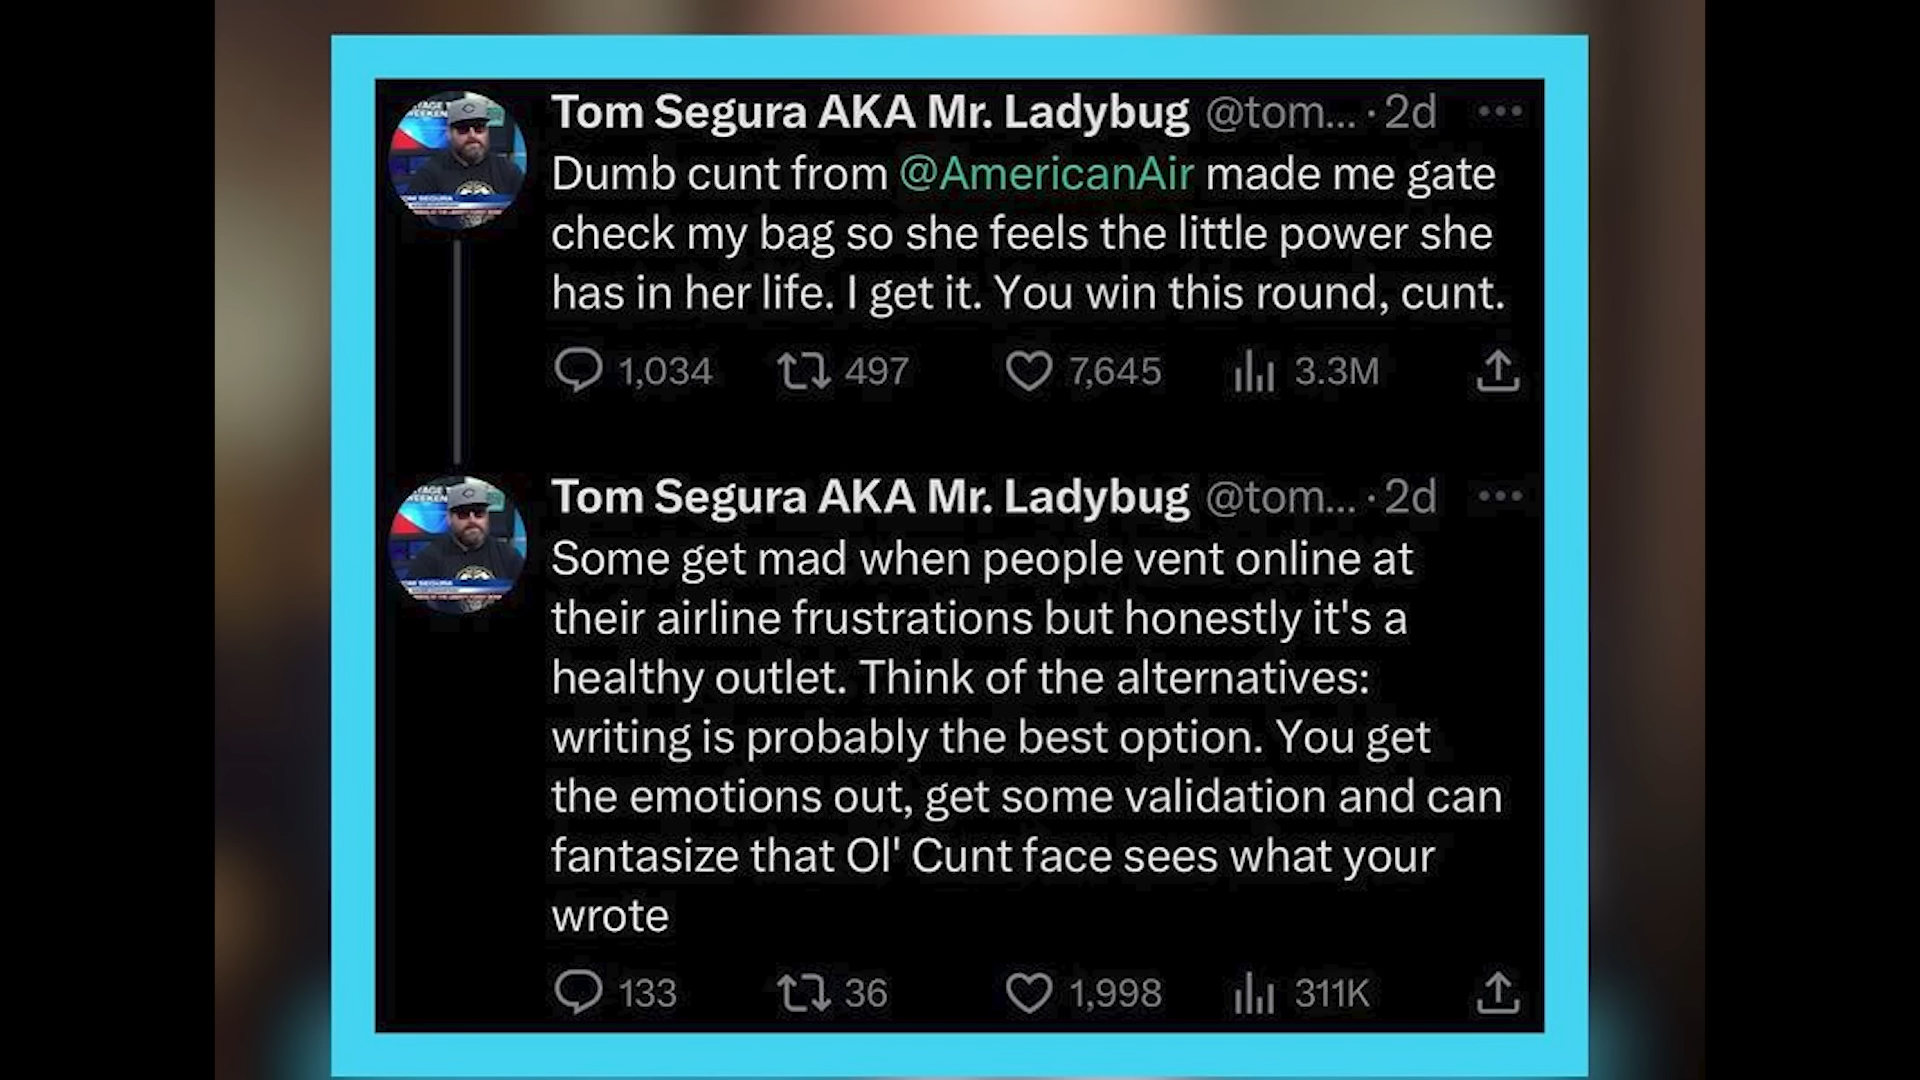 Tom Segura AKA Mr. Ladybug @tom... · 2d
Dumb cunt from @AmericanAir made me gate
check my bag so she feels the little power she
has in her life. I get it. You win this round, cunt.
1,034 497 7,645 3.3M
Tom Segura AKA Mr. Ladybug @tom... · 2d
Some get mad when people vent online at
their airline frustrations but honestly it's a
healthy outlet. Think of the alternatives:
writing is probably the best option. You get
the emotions out, get some validation and can
fantasize that Ol' Cunt face sees what your
wrote
133 36 1,998 311K